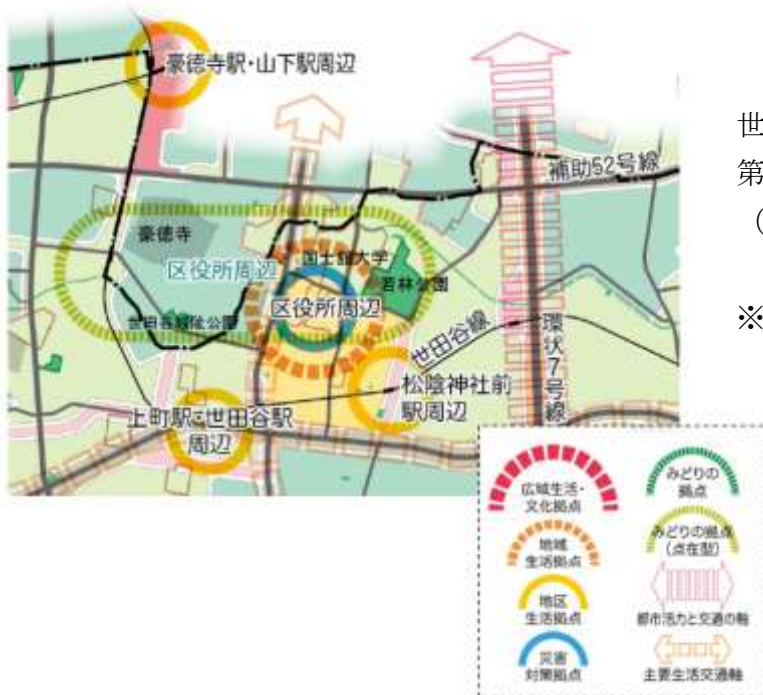 豪徳寺駅・山下駅周辺
世
第
(
※
補助52号線
豪徳寺
国士舘大学
区役所周辺
若林公園
区役所周辺
世田谷城阯公園
世田谷線
環状7号線
松陰神社前
駅周辺
上町駅・世田谷駅
周辺
広域生活・
文化拠点
みどりの
拠点
地域
生活拠点
みどりの拠点
(点在型)
地区
生活拠点
都市活力と交通の軸
災害
対策拠点
主要生活交通軸